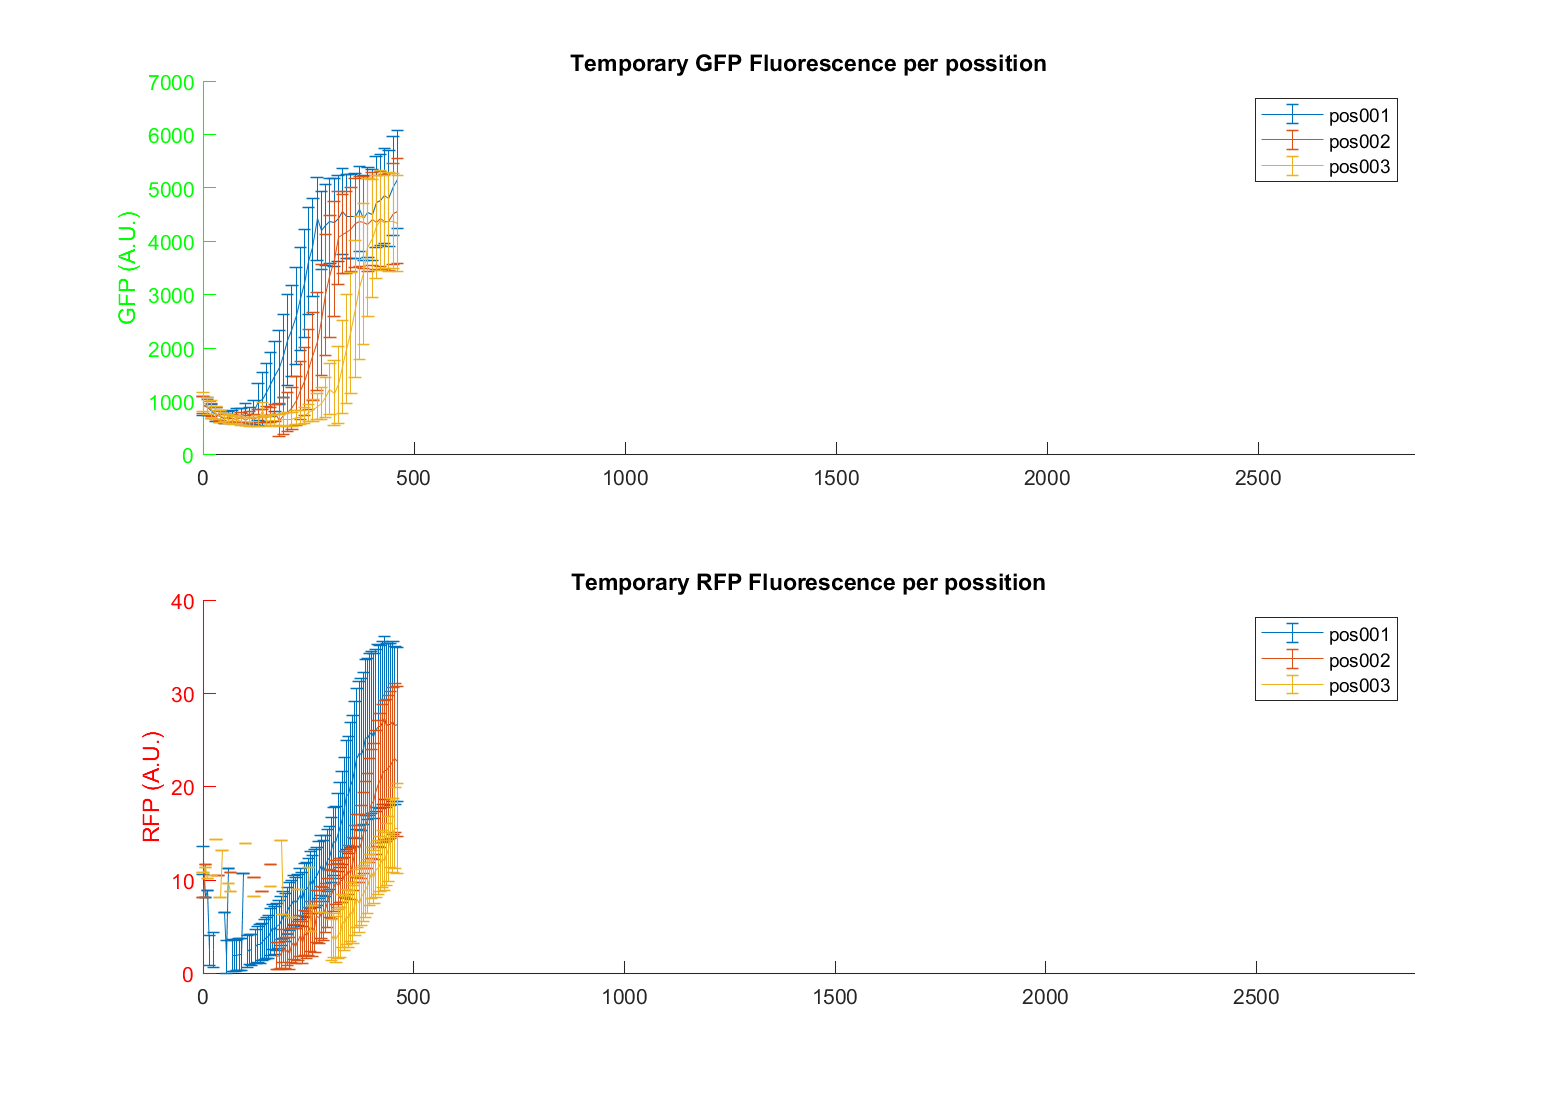 Temporary GFP Fluorescence per possition
7000
6000
5000
4000
3000
2000
1000
0
GFP (A.U.)
pos001
pos002
pos003
0 500 1000 1500 2000 2500
Temporary RFP Fluorescence per possition
40
30
20
10
0
RFP (A.U.)
pos001
pos002
pos003
0 500 1000 1500 2000 2500